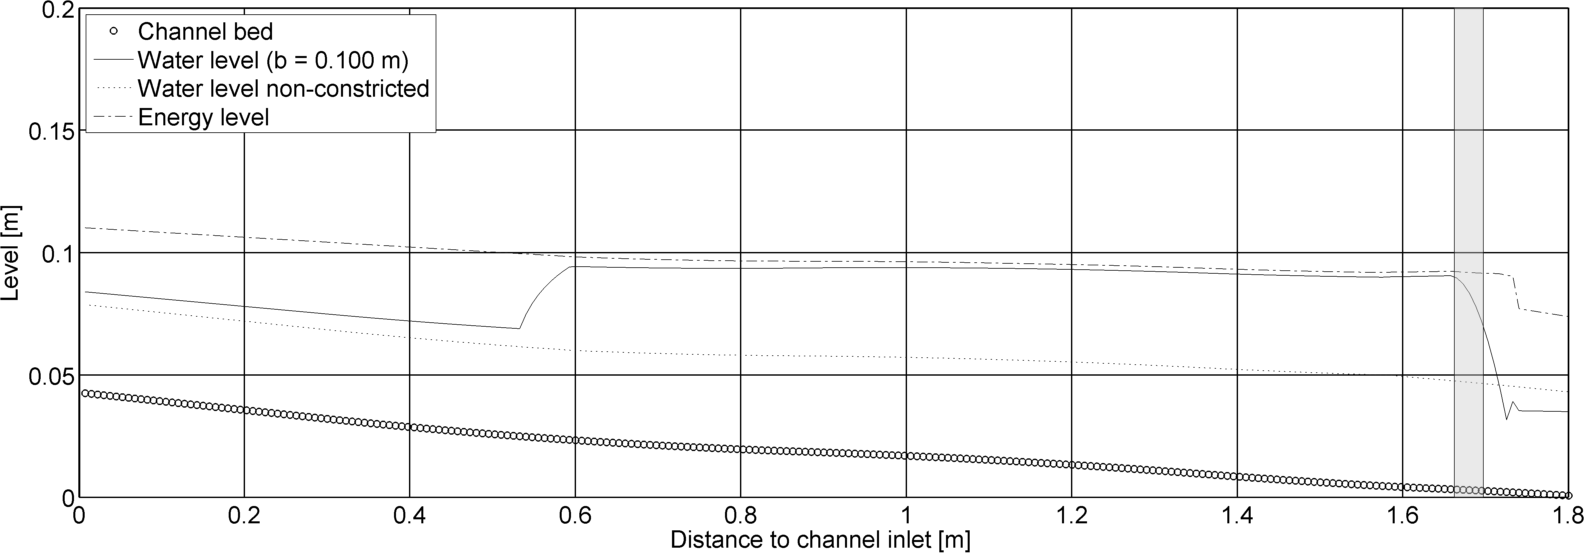 0.2
Channel bed
Water level (b = 0.100 m)
Water level non-constricted
Energy level
0.15
0.1
0.05
0
Level [m]
0 0.2 0.4 0.6 0.8 1 1.2 1.4 1.6 1.8
Distance to channel inlet [m]